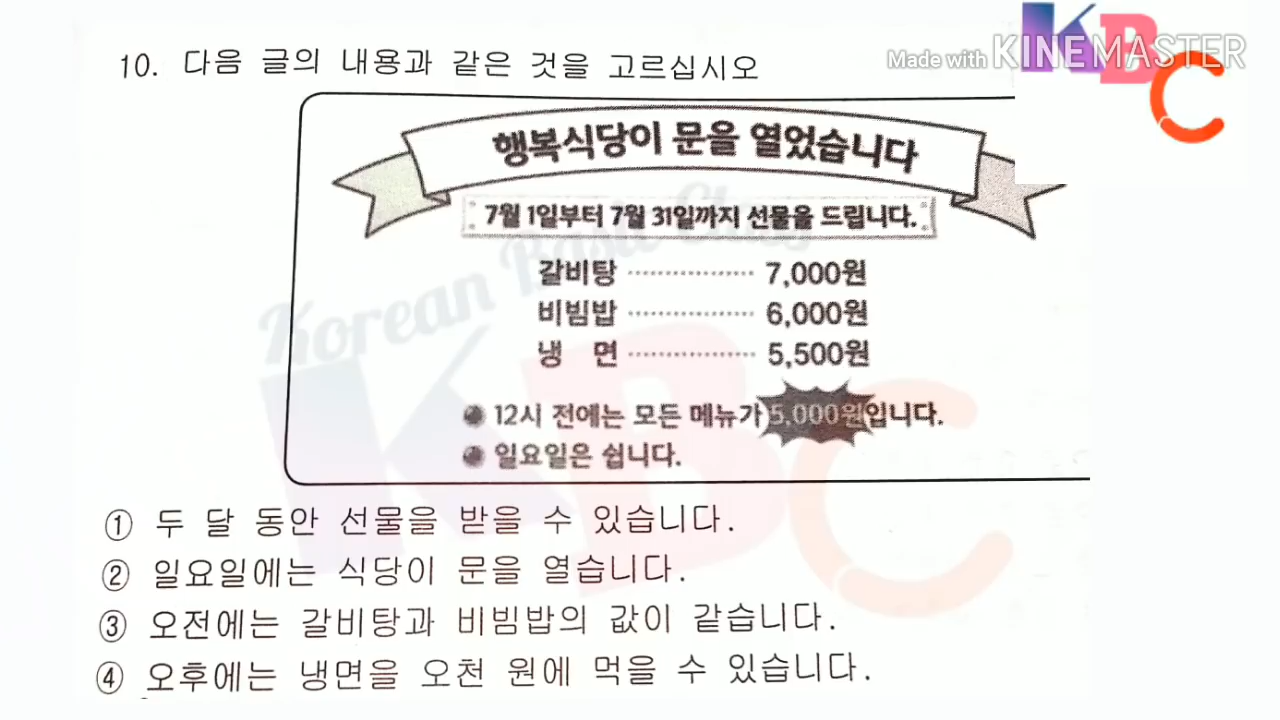 Made with KINEMASTER
KBC
10. 다음 글의 내용과 같은 것을 고르십시오
행복식당이 문을 열었습니다
7월 1일부터 7월 31일까지 선물을 드립니다.
갈비탕 ················ 7,000원
비빔밥 ················ 6,000원
냉 면 ················ 5,500원
● 12시 전에는 모든 메뉴가 5,000원입니다.
● 일요일은 쉽니다.
Korean Basic Class
KBC
① 두 달 동안 선물을 받을 수 있습니다.
② 일요일에는 식당이 문을 열습니다.
③ 오전에는 갈비탕과 비빔밥의 값이 같습니다.
④ 오후에는 냉면을 오천 원에 먹을 수 있습니다.